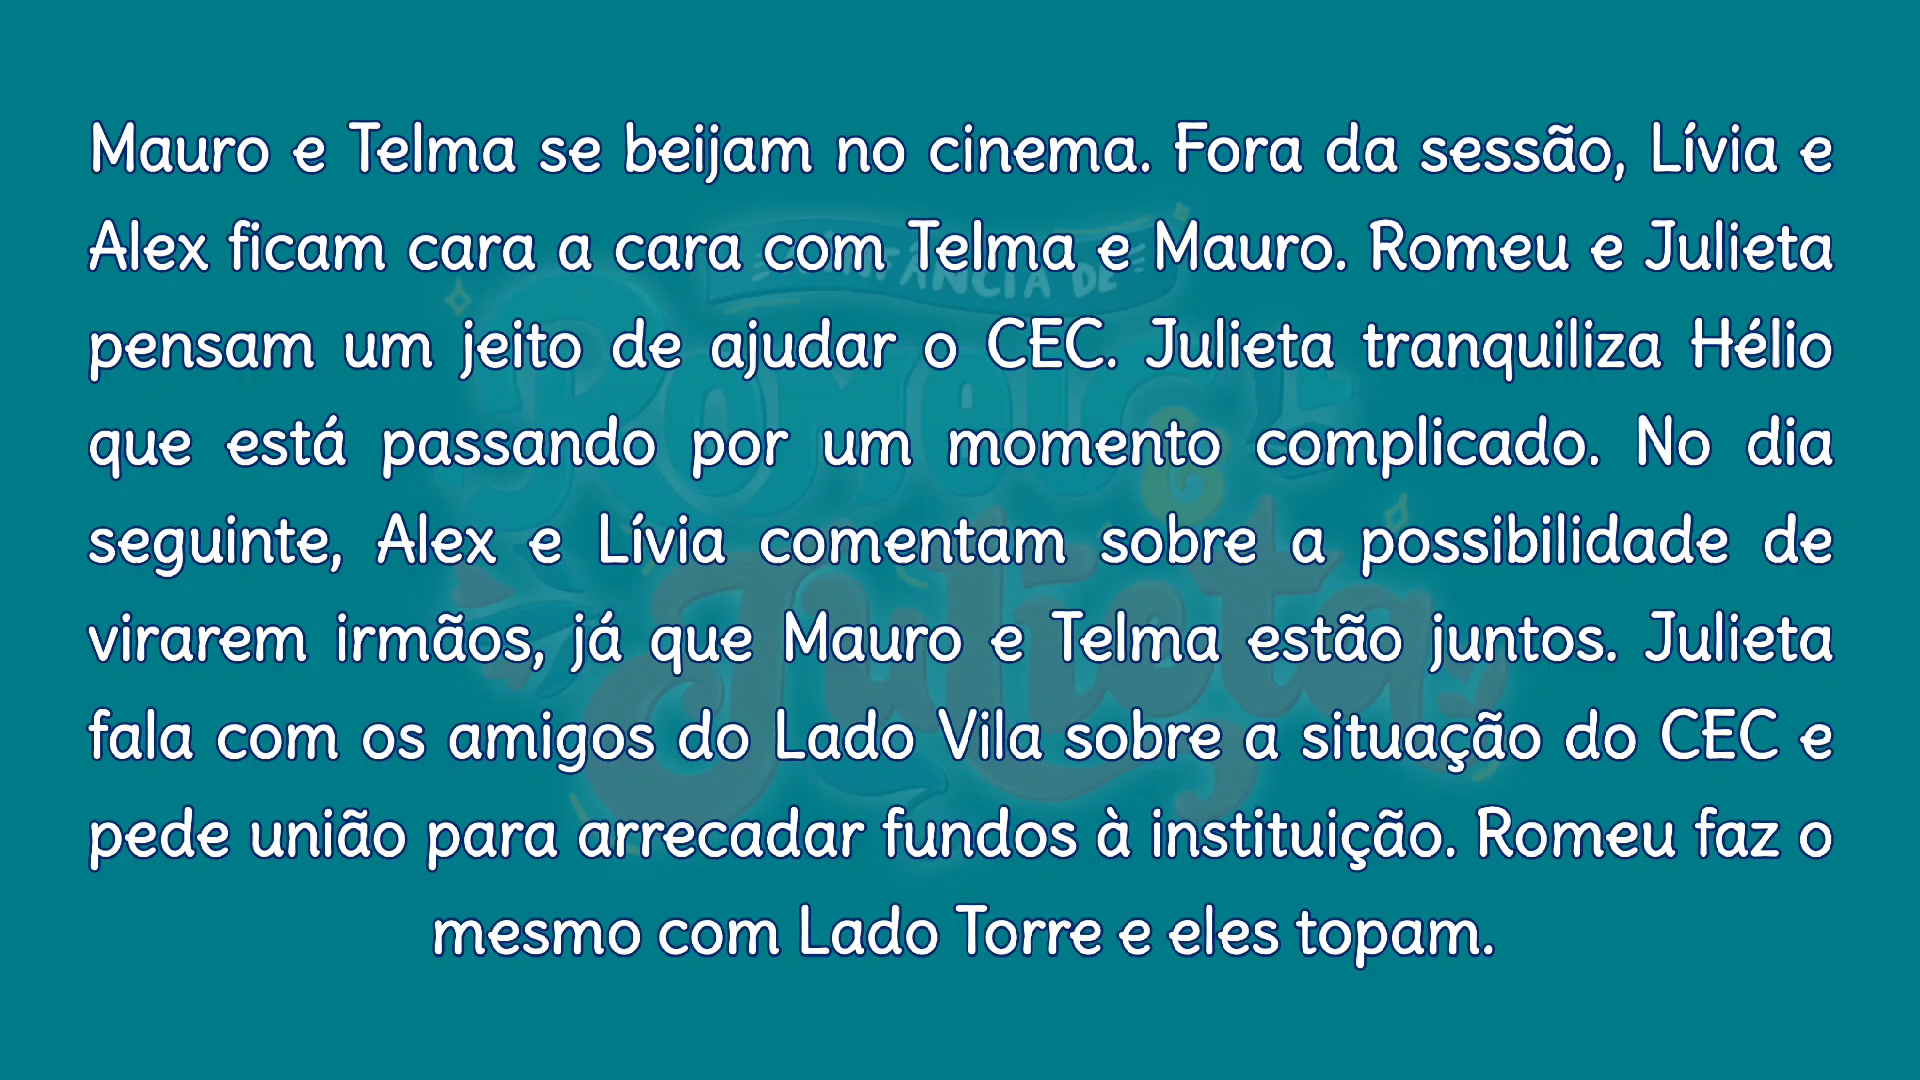 Mauro e Telma se beijam no cinema. Fora da sessão, Lívia e
Alex ficam cara a cara com Telma e Mauro. Romeu e Julieta
pensam um jeito de ajudar o CEC. Julieta tranquiliza Hélio
que está passando por um momento complicado. No dia
seguinte, Alex e Lívia comentam sobre a possibilidade de
virarem irmãos, já que Mauro e Telma estão juntos. Julieta
fala com os amigos do Lado Vila sobre a situação do CEC e
pede união para arrecadar fundos à instituição. Romeu faz o
mesmo com Lado Torre e eles topam.
A INFÂNCIA DE
Romeu e
Julieta